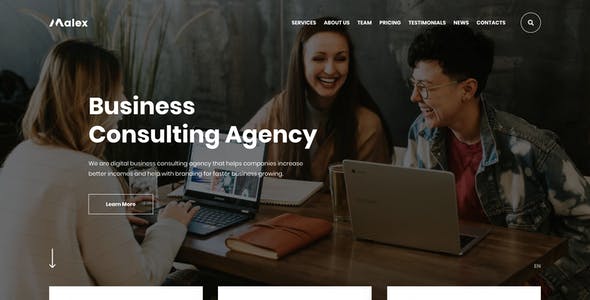 Malex
SERVICES ABOUT US TEAM PRICING TESTIMONIALS NEWS CONTACTS
Business
Consulting Agency
We are digital business consulting agency that helps companies increase
better incomes and help with branding for faster business growing.
Learn More
EN